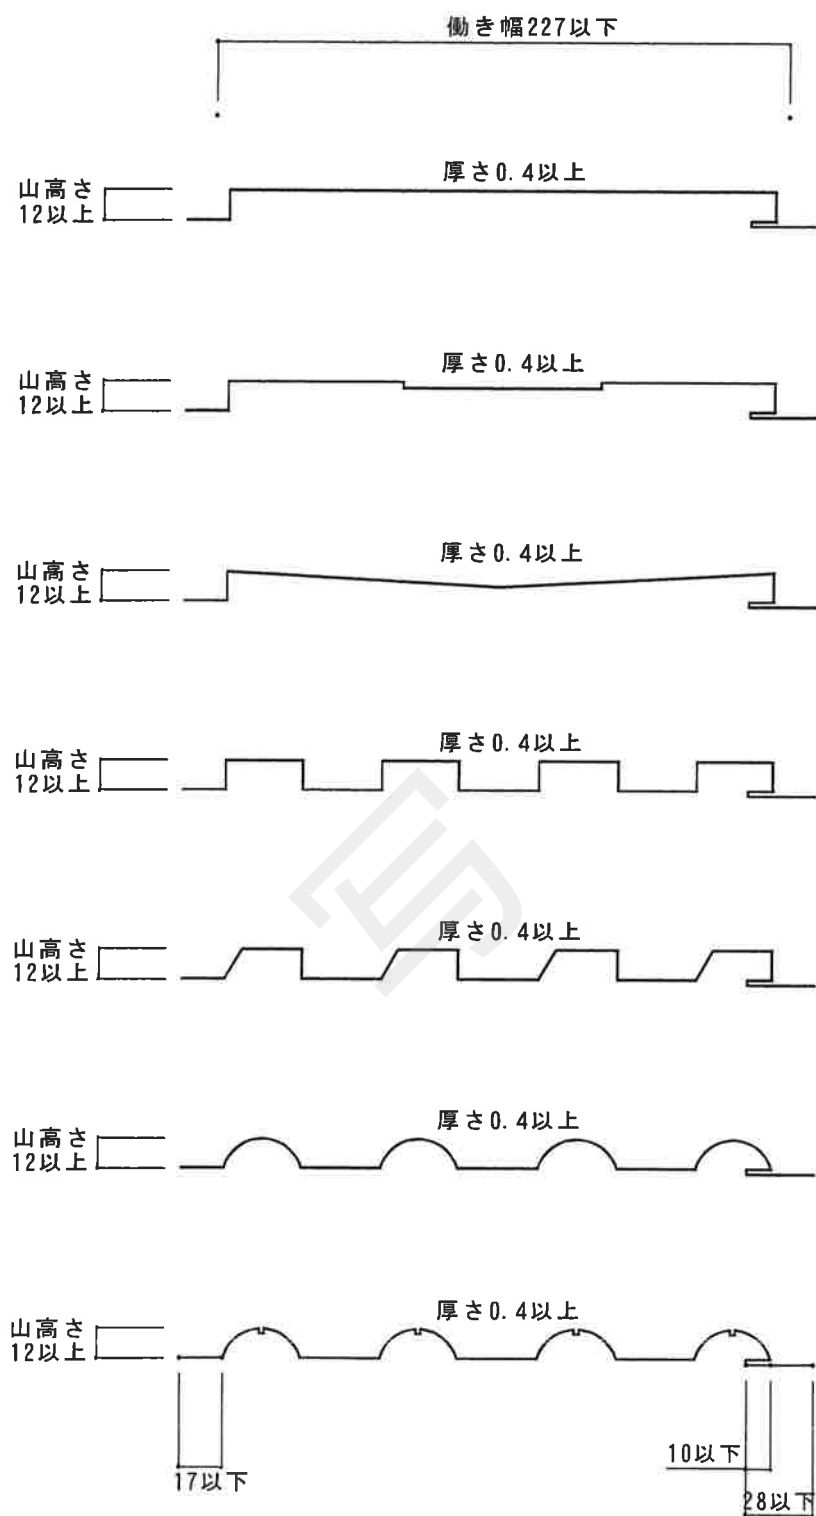 働き幅227以下
厚さ0.4以上
山高さ
12以上
厚さ0.4以上
山高さ
12以上
厚さ0.4以上
山高さ
12以上
厚さ0.4以上
山高さ
12以上
写
厚さ0.4以上
山高さ
12以上
厚さ0.4以上
山高さ
12以上
厚さ0.4以上
山高さ
12以上
10以下
17以下
28以下